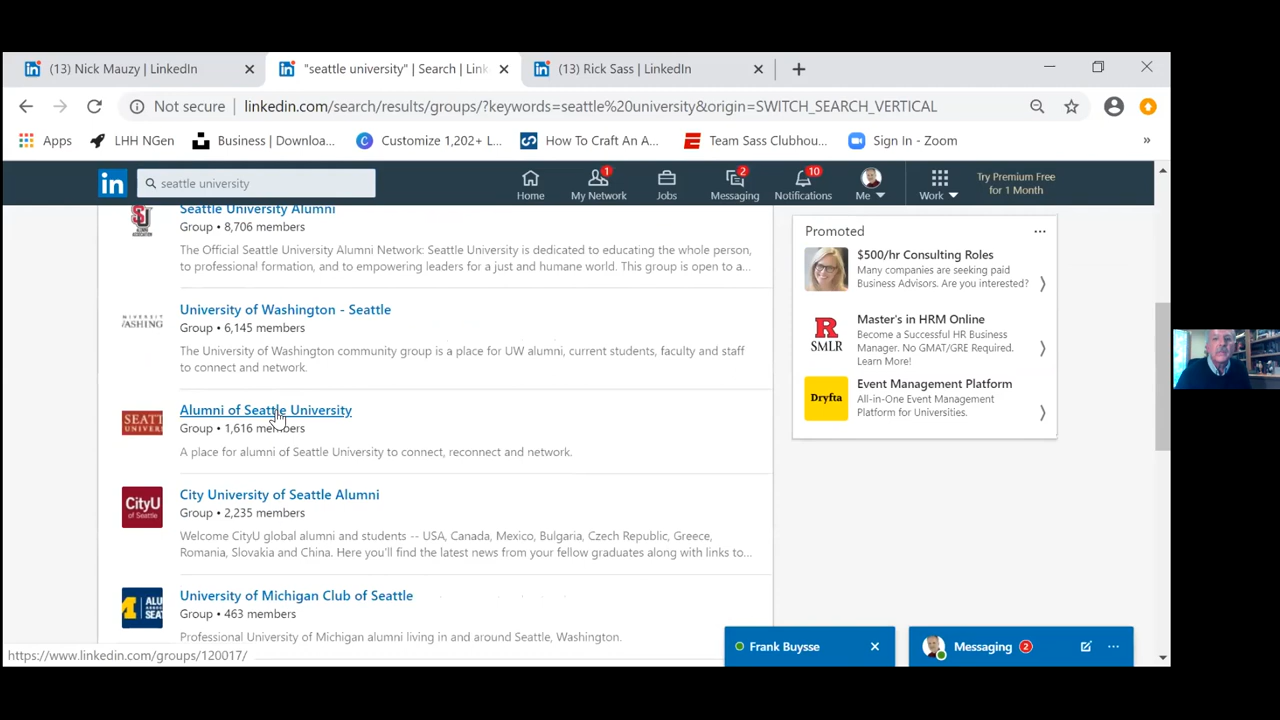 (13) Nick Mauzy | LinkedIn
"seattle university" | Search | Link
(13) Rick Sass | LinkedIn
Not secure
linkedin.com/search/results/groups/?keywords=seattle%20university&origin=SWITCH_SEARCH_VERTICAL
Apps
LHH NGen
Business | Downloa...
Customize 1,202+ L...
How To Craft An A...
Team Sass Clubhou...
Sign In - Zoom
»
in
seattle university
Home
1
My Network
Jobs
2
Messaging
10
Notifications
Me
Work
Try Premium Free
for 1 Month
Seattle University Alumni
Group • 8,706 members
The Official Seattle University Alumni Network: Seattle University is dedicated to educating the whole person,
to professional formation, and to empowering leaders for a just and humane world. This group is open to a...
University of Washington - Seattle
Group • 6,145 members
The University of Washington community group is a place for UW alumni, current students, faculty and staff
to connect and network.
SEATT
UNIVERS
Alumni of Seattle University
Group • 1,616 members
A place for alumni of Seattle University to connect, reconnect and network.
CityU
of Seattle
City University of Seattle Alumni
Group • 2,235 members
Welcome CityU global alumni and students -- USA, Canada, Mexico, Bulgaria, Czech Republic, Greece,
Romania, Slovakia and China. Here you'll find the latest news from your fellow graduates along with links to...
ALU
SEA
University of Michigan Club of Seattle
Group • 463 members
Professional University of Michigan alumni living in and around Seattle, Washington.
Promoted
$500/hr Consulting Roles
Many companies are seeking paid
Business Advisors. Are you interested?
R
SMLR
Master's in HRM Online
Become a Successful HR Business
Manager. No GMAT/GRE Required.
Learn More!
Dryfta
Event Management Platform
All-in-One Event Management
Platform for Universities.
Frank Buysse
Messaging
2
https://www.linkedin.com/groups/120017/